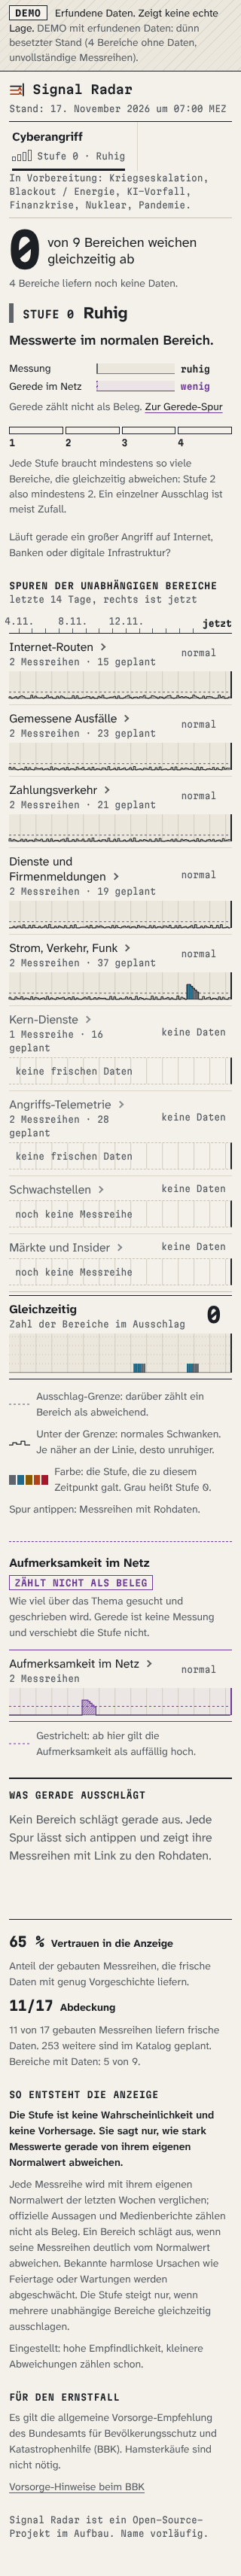 DEMO Erfundene Daten. Zeigt keine echte
Lage. DEMO mit erfundenen Daten: dünn
besetzter Stand (4 Bereiche ohne Daten,
unvollständige Messreihen).
Signal Radar
Stand: 17. November 2026 um 07:00 MEZ
Cyberangriff
Stufe 0 · Ruhig
In Vorbereitung: Kriegseskalation,
Blackout / Energie, KI-Vorfall,
Finanzkrise, Nuklear, Pandemie.
0 von 9 Bereichen weichen
gleichzeitig ab
4 Bereiche liefern noch keine Daten.
STUFE 0 Ruhig
Messwerte im normalen Bereich.
Messung ruhig
Gerede im Netz wenig
Gerede zählt nicht als Beleg. Zur Gerede-Spur
1 2 3 4
Jede Stufe braucht mindestens so viele
Bereiche, die gleichzeitig abweichen: Stufe 2
also mindestens 2. Ein einzelner Ausschlag ist
meist Zufall.
Läuft gerade ein großer Angriff auf Internet,
Banken oder digitale Infrastruktur?
SPUREN DER UNABHÄNGIGEN BEREICHE
letzte 14 Tage, rechts ist jetzt
4.11. 8.11. 12.11. jetzt
Internet-Routen > normal
2 Messreihen · 15 geplant
Gemessene Ausfälle > normal
2 Messreihen · 23 geplant
Zahlungsverkehr > normal
2 Messreihen · 21 geplant
Dienste und
Firmenmeldungen > normal
2 Messreihen · 19 geplant
Strom, Verkehr, Funk > normal
2 Messreihen · 37 geplant
Kern-Dienste > keine Daten
1 Messreihe · 16
geplant
keine frischen Daten
Angriffs-Telemetrie > keine Daten
2 Messreihen · 28
geplant
keine frischen Daten
Schwachstellen > keine Daten
noch keine Messreihe
Märkte und Insider > keine Daten
noch keine Messreihe
Gleichzeitig 0
Zahl der Bereiche im Ausschlag
Ausschlag-Grenze: darüber zählt ein
Bereich als abweichend.
Unter der Grenze: normales Schwanken.
Je näher an der Linie, desto unruhiger.
Farbe: die Stufe, die zu diesem
Zeitpunkt galt. Grau heißt Stufe 0.
Spur antippen: Messreihen mit Rohdaten.
Aufmerksamkeit im Netz
ZÄHLT NICHT ALS BELEG
Wie viel über das Thema gesucht und
geschrieben wird. Gerede ist keine Messung
und verschiebt die Stufe nicht.
Aufmerksamkeit im Netz > normal
2 Messreihen
Gestrichelt: ab hier gilt die
Aufmerksamkeit als auffällig hoch.
WAS GERADE AUSSCHLÄGT
Kein Bereich schlägt gerade aus. Jede
Spur lässt sich antippen und zeigt ihre
Messreihen mit Link zu den Rohdaten.
65 % Vertrauen in die Anzeige
Anteil der gebauten Messreihen, die frische
Daten mit genug Vorgeschichte liefern.
11/17 Abdeckung
11 von 17 gebauten Messreihen liefern frische
Daten. 253 weitere sind im Katalog geplant.
Bereiche mit Daten: 5 von 9.
SO ENTSTEHT DIE ANZEIGE
Die Stufe ist keine Wahrscheinlichkeit und
keine Vorhersage. Sie sagt nur, wie stark
Messwerte gerade von ihrem eigenen
Normalwert abweichen.
Jede Messreihe wird mit ihrem eigenen
Normalwert der letzten Wochen verglichen;
offizielle Aussagen und Medienberichte zählen
nicht als Beleg. Ein Bereich schlägt aus, wenn
seine Messreihen deutlich vom Normalwert
abweichen. Bekannte harmlose Ursachen wie
Feiertage oder Wartungen werden
abgeschwächt. Die Stufe steigt nur, wenn
mehrere unabhängige Bereiche gleichzeitig
ausschlagen.
Eingestellt: hohe Empfindlichkeit, kleinere
Abweichungen zählen schon.
FÜR DEN ERNSTFALL
Es gilt die allgemeine Vorsorge-Empfehlung
des Bundesamts für Bevölkerungsschutz und
Katastrophenhilfe (BBK). Hamsterkäufe sind
nicht nötig.
Vorsorge-Hinweise beim BBK
Signal Radar ist ein Open-Source-
Projekt im Aufbau. Name vorläufig.